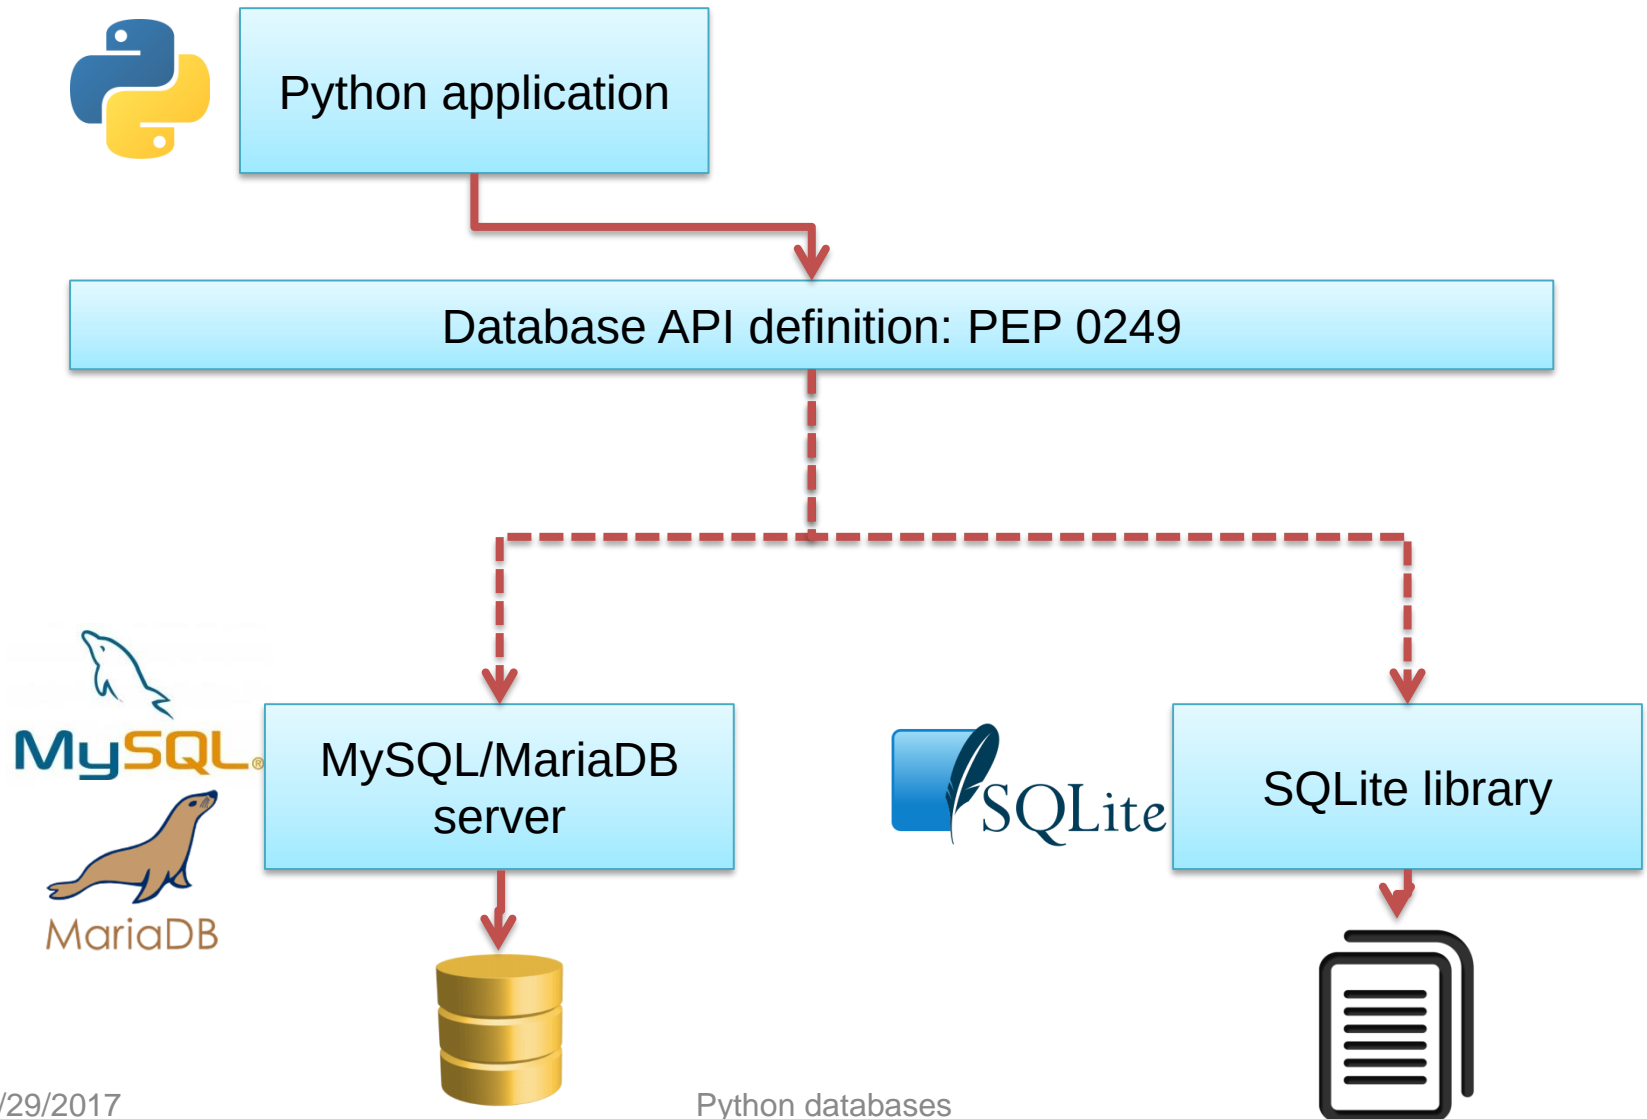 Python application
Database API definition: PEP 0249
MySQL®
MySQL/MariaDB
server
SQLite
SQLite library
MariaDB
/29/2017
Python databases